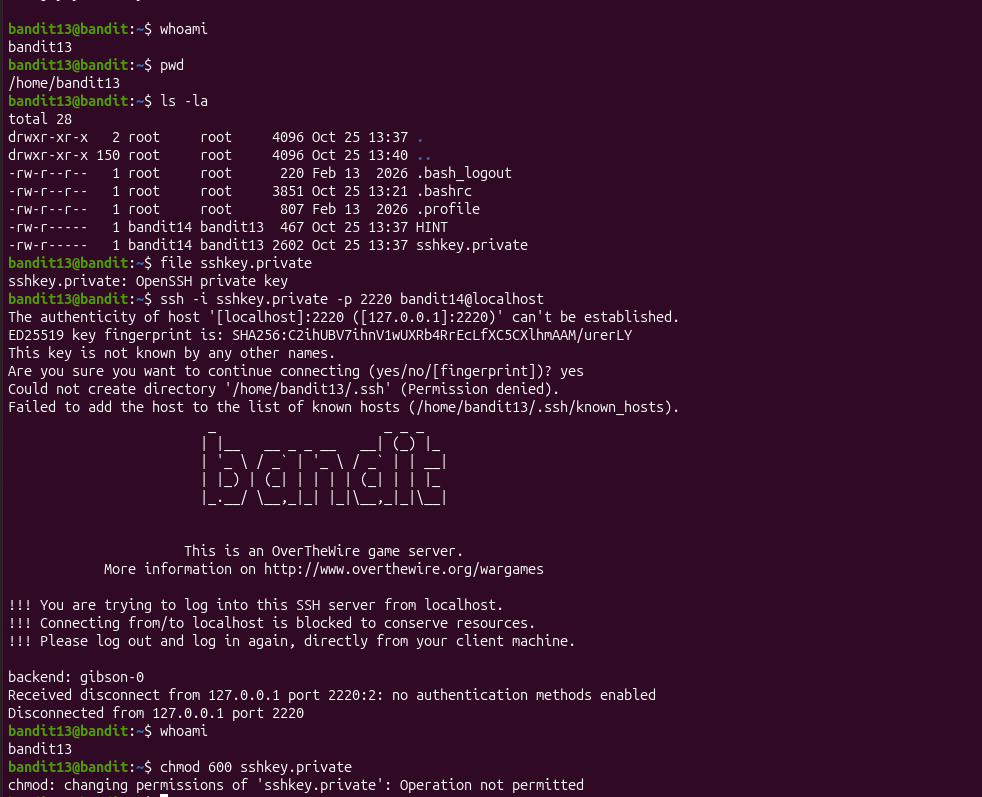 bandit13@bandit:~$ whoami
bandit13
bandit13@bandit:~$ pwd
/home/bandit13
bandit13@bandit:~$ ls -la
total 28
drwxr-xr-x   2 root     root     4096 Oct 25 13:37 .
drwxr-xr-x 150 root     root     4096 Oct 25 13:40 ..
-rw-r--r--   1 root     root      220 Feb 13  2026 .bash_logout
-rw-r--r--   1 root     root     3851 Oct 25 13:21 .bashrc
-rw-r--r--   1 root     root      807 Feb 13  2026 .profile
-rw-r-----   1 bandit14 bandit13  467 Oct 25 13:37 HINT
-rw-r-----   1 bandit14 bandit13 2602 Oct 25 13:37 sshkey.private
bandit13@bandit:~$ file sshkey.private
sshkey.private: OpenSSH private key
bandit13@bandit:~$ ssh -i sshkey.private -p 2220 bandit14@localhost
The authenticity of host '[localhost]:2220 ([127.0.0.1]:2220)' can't be established.
ED25519 key fingerprint is: SHA256:C2ihUBV7ihnV1wUXRb4RrEcLfXC5CXlhmAAM/urerLY
This key is not known by any other names.
Are you sure you want to continue connecting (yes/no/[fingerprint])? yes
Could not create directory '/home/bandit13/.ssh' (Permission denied).
Failed to add the host to the list of known hosts (/home/bandit13/.ssh/known_hosts).
                         _                     _ _ _
                        | |__   __ _ _ __   __| (_) |_
                        | '_ \ / _` | '_ \ / _` | | __|
                        | |_) | (_| | | | | (_| | | |_
                        |_.__/ \__,_|_| |_|\__,_|_|\__|
                      This is an OverTheWire game server.
            More information on http://www.overthewire.org/wargames
!!! You are trying to log into this SSH server from localhost.
!!! Connecting from/to localhost is blocked to conserve resources.
!!! Please log out and log in again, directly from your client machine.
backend: gibson-0
Received disconnect from 127.0.0.1 port 2220:2: no authentication methods enabled
Disconnected from 127.0.0.1 port 2220
bandit13@bandit:~$ whoami
bandit13
bandit13@bandit:~$ chmod 600 sshkey.private
chmod: changing permissions of 'sshkey.private': Operation not permitted